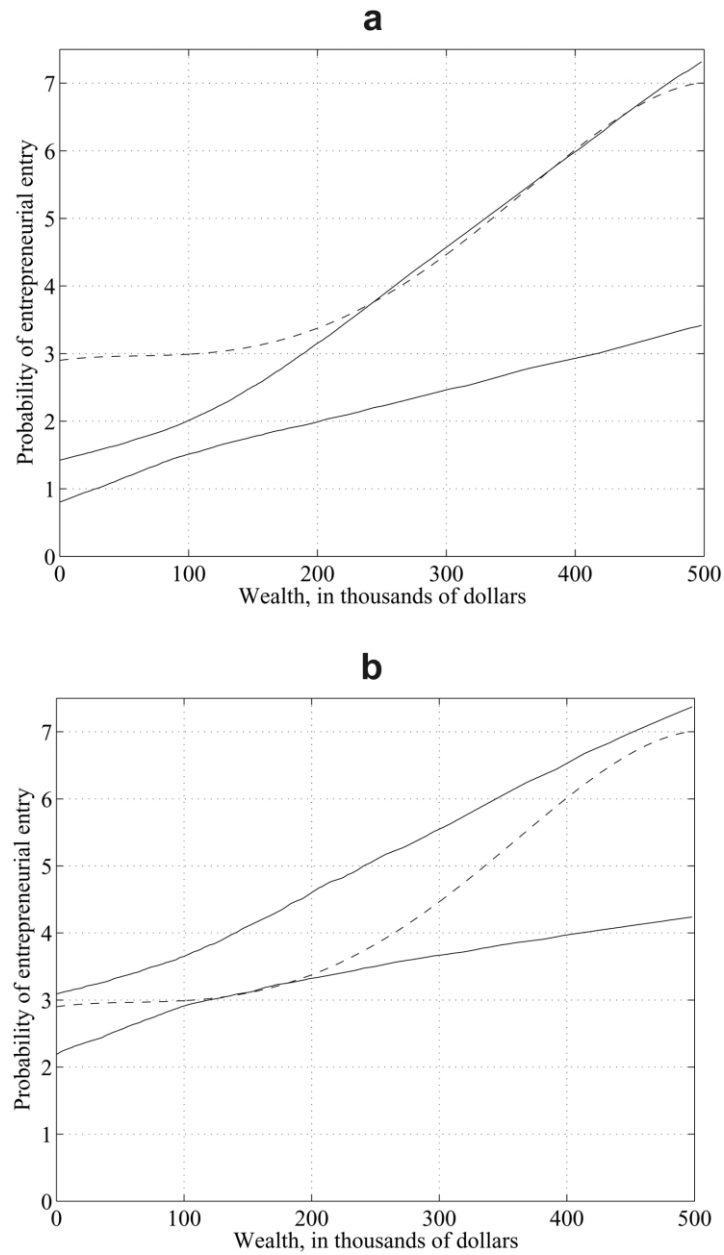 a
Probability of entrepreneurial entry
7
6
5
4
3
2
1
0
0 100 200 300 400 500
Wealth, in thousands of dollars
b
Probability of entrepreneurial entry
7
6
5
4
3
2
1
0
0 100 200 300 400 500
Wealth, in thousands of dollars